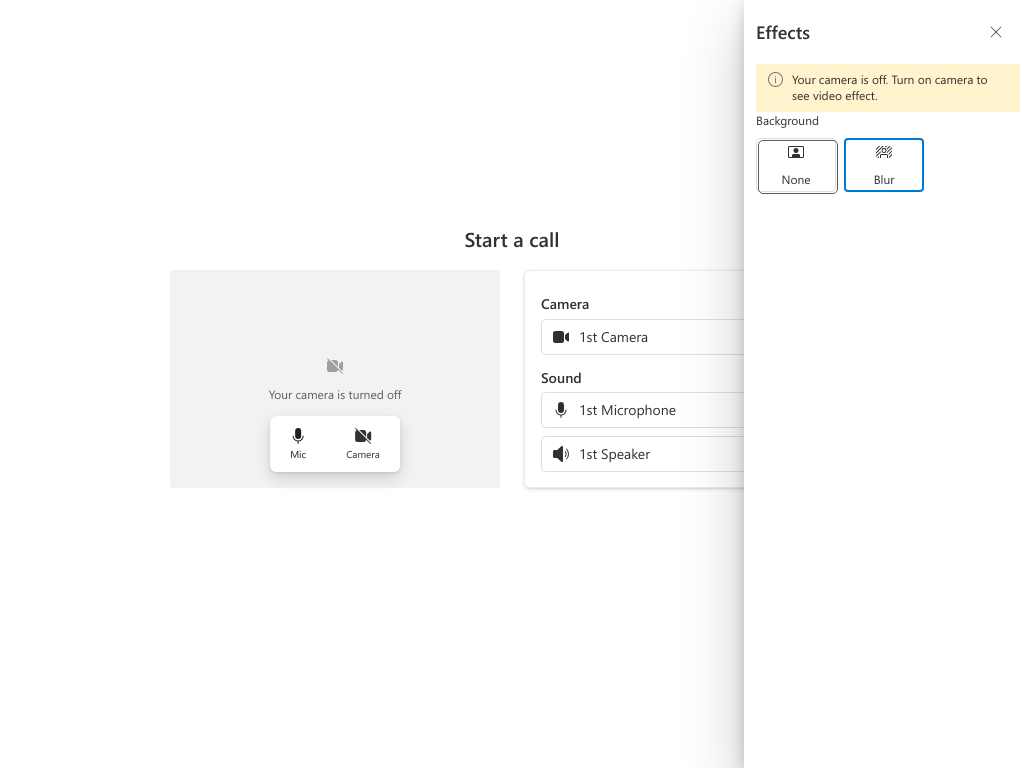 Effects
Your camera is off. Turn on camera to
see video effect.
Background
None
Blur
Start a call
Your camera is turned off
Mic
Camera
Camera
1st Camera
Sound
1st Microphone
1st Speaker